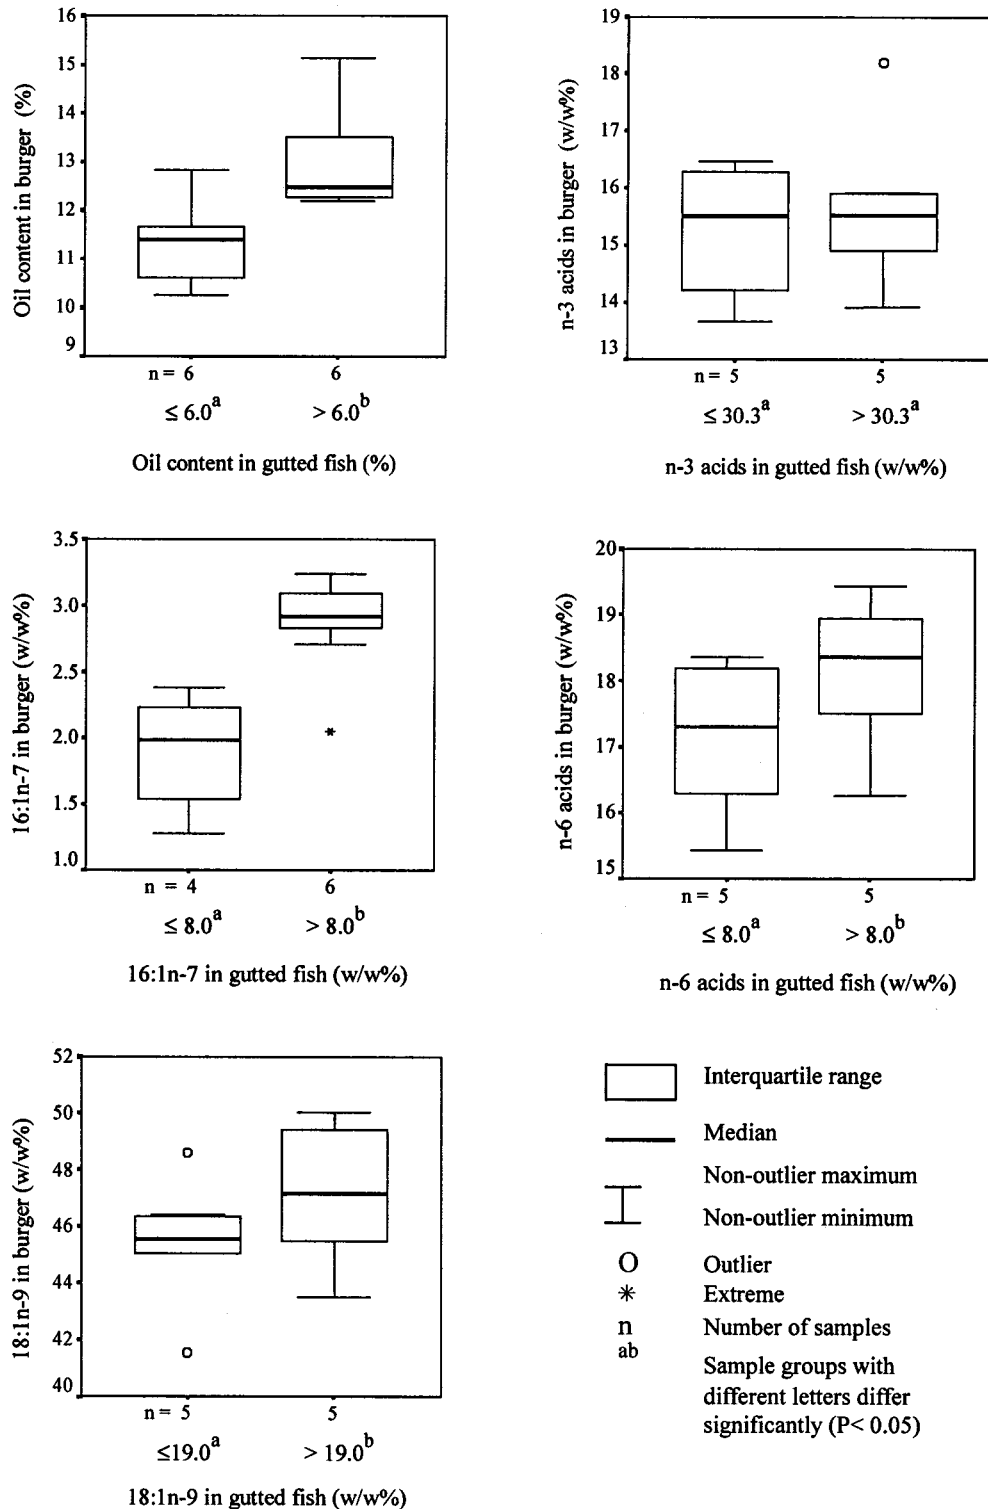 Oil content in burger (%)
16
15
14
13
12
11
10
9
n = 6
6
≤ 6.0a
> 6.0b
Oil content in gutted fish (%)
n-3 acids in burger (w/w%)
19
18
17
16
15
14
13
n = 5
5
≤ 30.3a
> 30.3a
n-3 acids in gutted fish (w/w%)
16:1n-7 in burger (w/w%)
3.5
3.0
2.5
2.0
1.5
1.0
*
n = 4
6
≤ 8.0a
> 8.0b
16:1n-7 in gutted fish (w/w%)
n-6 acids in burger (w/w%)
20
19
18
17
16
15
n = 5
5
≤ 8.0a
> 8.0b
n-6 acids in gutted fish (w/w%)
18:1n-9 in burger (w/w%)
52
50
48
46
44
42
40
n = 5
5
≤19.0a
> 19.0b
18:1n-9 in gutted fish (w/w%)
Interquartile range
Median
Non-outlier maximum
Non-outlier minimum
O Outlier
* Extreme
n Number of samples
ab Sample groups with
different letters differ
significantly (P< 0.05)